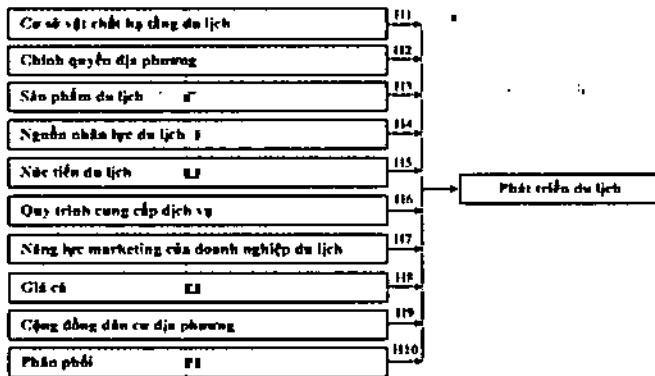 Cơ sở vật chất hạ tầng du lịch H1
Chính quyền địa phương H2
Sản phẩm du lịch H3
Nguồn nhân lực du lịch H4
Xúc tiến du lịch H5
Phát triển du lịch
Quy trình cung cấp dịch vụ H6
Năng lực marketing của doanh nghiệp du lịch H7
Giá cả H8
Cộng đồng dân cư địa phương H9
Phân phối H10